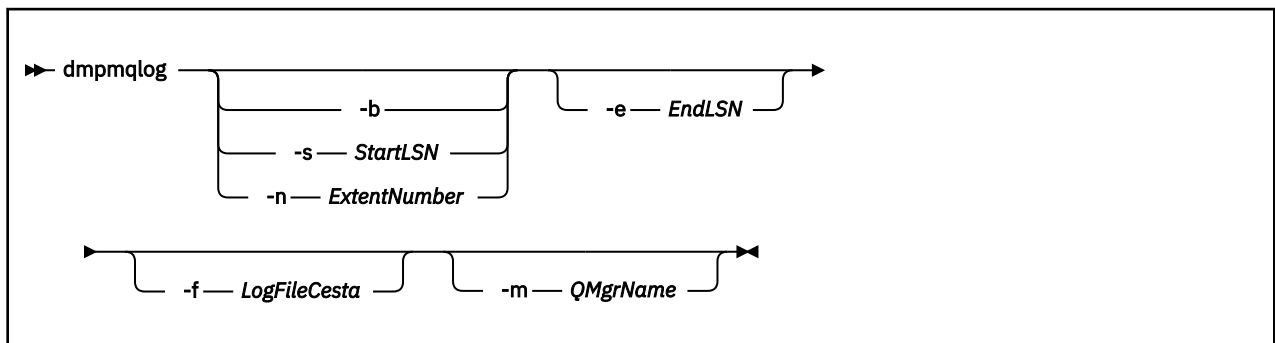 dmpmqlog
-b
-e EndLSN
-s StartLSN
-n ExtentNumber
-f LogFileCesta
-m QMgrName